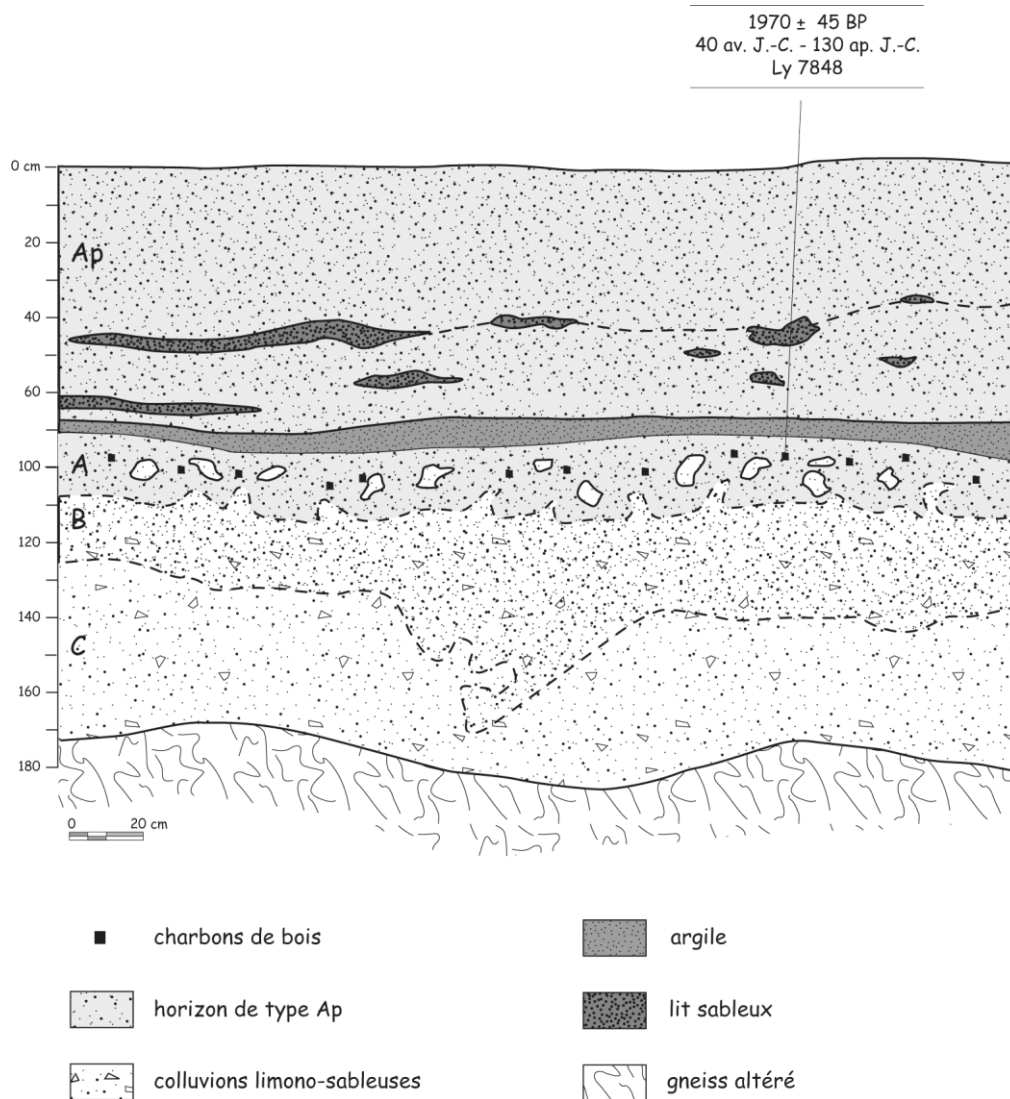 1970 ± 45 BP
40 av. J.-C. - 130 ap. J.-C.
Ly 7848
0 cm
20
Ap
40
60
A
100
B
120
140
C
160
180
0 20 cm
charbons de bois
argile
horizon de type Ap
lit sableux
colluvions limono-sableuses
gneiss altéré